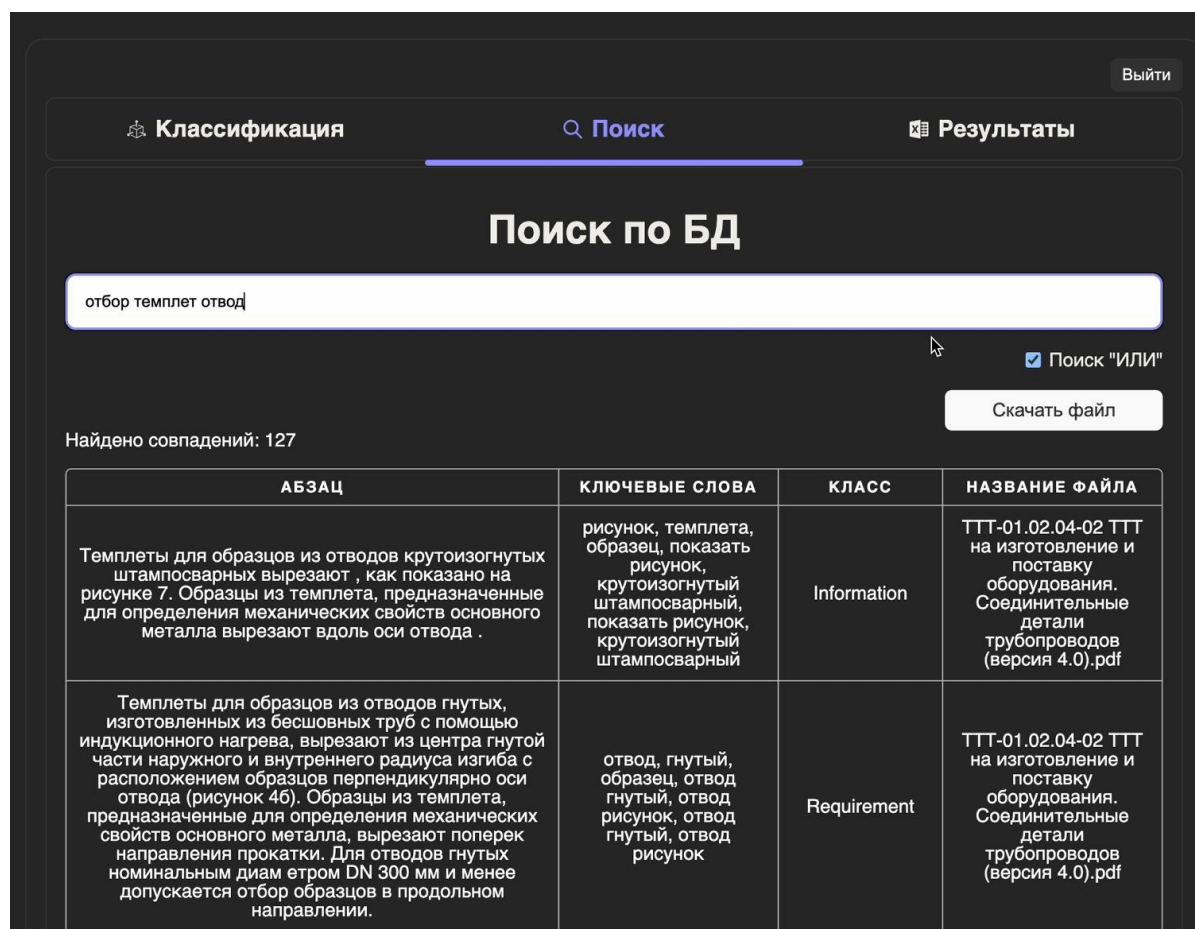 Выйти
Классификация
Поиск
Результаты
Поиск по БД
отбор темплет отвод
Поиск "ИЛИ"
Скачать файл
Найдено совпадений: 127
АБЗАЦ
КЛЮЧЕВЫЕ СЛОВА
КЛАСС
НАЗВАНИЕ ФАЙЛА
Темплеты для образцов из отводов крутоизогнутых
штампосварных вырезают , как показано на
рисунке 7. Образцы из темплета, предназначенные
для определения механических свойств основного
металла вырезают вдоль оси отвода .
рисунок, темплета,
образец, показать
рисунок,
крутоизогнутый
штампосварный,
показать рисунок,
крутоизогнутый
штампосварный
Information
ТТТ-01.02.04-02 ТТТ
на изготовление и
поставку
оборудования.
Соединительные
детали
трубопроводов
(версия 4.0).pdf
Темплеты для образцов из отводов гнутых,
изготовленных из бесшовных труб с помощью
индукционного нагрева, вырезают из центра гнутой
части наружного и внутреннего радиуса изгиба с
расположением образцов перпендикулярно оси
отвода (рисунок 4б). Образцы из темплета,
предназначенные для определения механических
свойств основного металла, вырезают поперек
направления прокатки. Для отводов гнутых
номинальным диам етром DN 300 мм и менее
допускается отбор образцов в продольном
направлении.
отвод, гнутый,
образец, отвод
гнутый, отвод
рисунок, отвод
гнутый, отвод
рисунок
Requirement
ТТТ-01.02.04-02 ТТТ
на изготовление и
поставку
оборудования.
Соединительные
детали
трубопроводов
(версия 4.0).pdf